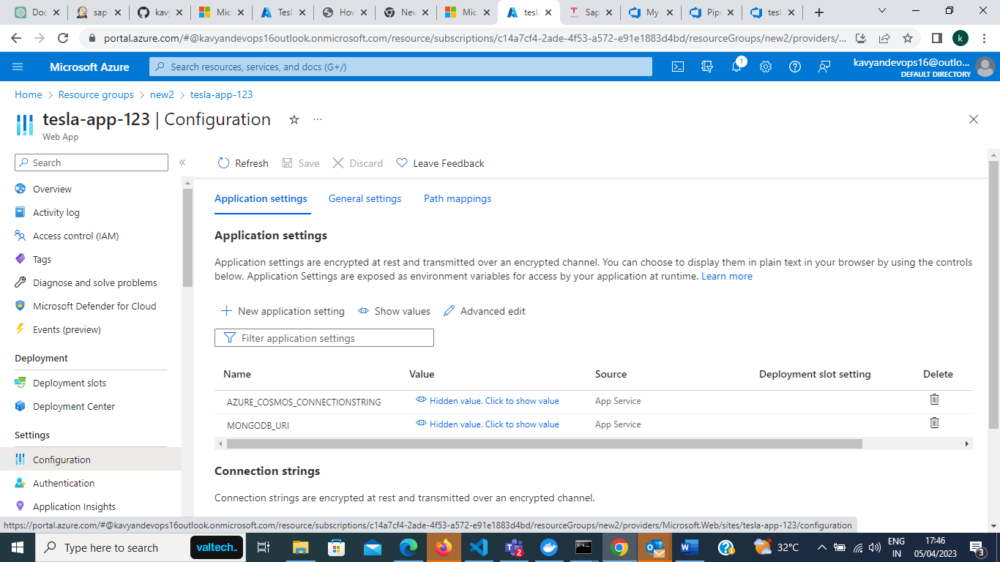 Doc
sap
kavy
Mic
Tesl
How
New
Mic
tesla
Sap
My
Pipe
tesl
portal.azure.com/#@kavyandevops16outlook.onmicrosoft.com/resource/subscriptions/c14a7cf4-2ade-4f53-a572-e91e1883d4bd/resourceGroups/new2/providers/...
k
Microsoft Azure
Search resources, services, and docs (G+/)
1
kavyandevops16@outlo...
DEFAULT DIRECTORY
Home > Resource groups > new2 > tesla-app-123
tesla-app-123 | Configuration
Web App
Search
Overview
Activity log
Access control (IAM)
Tags
Diagnose and solve problems
Microsoft Defender for Cloud
Events (preview)
Deployment
Deployment slots
Deployment Center
Settings
Configuration
Authentication
Application Insights
Refresh
Save
Discard
Leave Feedback
Application settings
General settings
Path mappings
Application settings
Application settings are encrypted at rest and transmitted over an encrypted channel. You can choose to display them in plain text in your browser by using the controls
below. Application Settings are exposed as environment variables for access by your application at runtime. Learn more
New application setting
Show values
Advanced edit
Filter application settings
Name Value Source Deployment slot setting Delete
AZURE_COSMOS_CONNECTIONSTRING Hidden value. Click to show value App Service
MONGODB_URI Hidden value. Click to show value App Service
Connection strings
Connection strings are encrypted at rest and transmitted over an encrypted channel.
https://portal.azure.com/#@kavyandevops16outlook.onmicrosoft.com/resource/subscriptions/c14a7cf4-2ade-4f53-a572-e91e1883d4bd/resourceGroups/new2/providers/Microsoft.Web/sites/tesla-app-123/configuration
Type here to search
valtech_
2
32°C
ENG
IN
17:46
05/04/2023
3